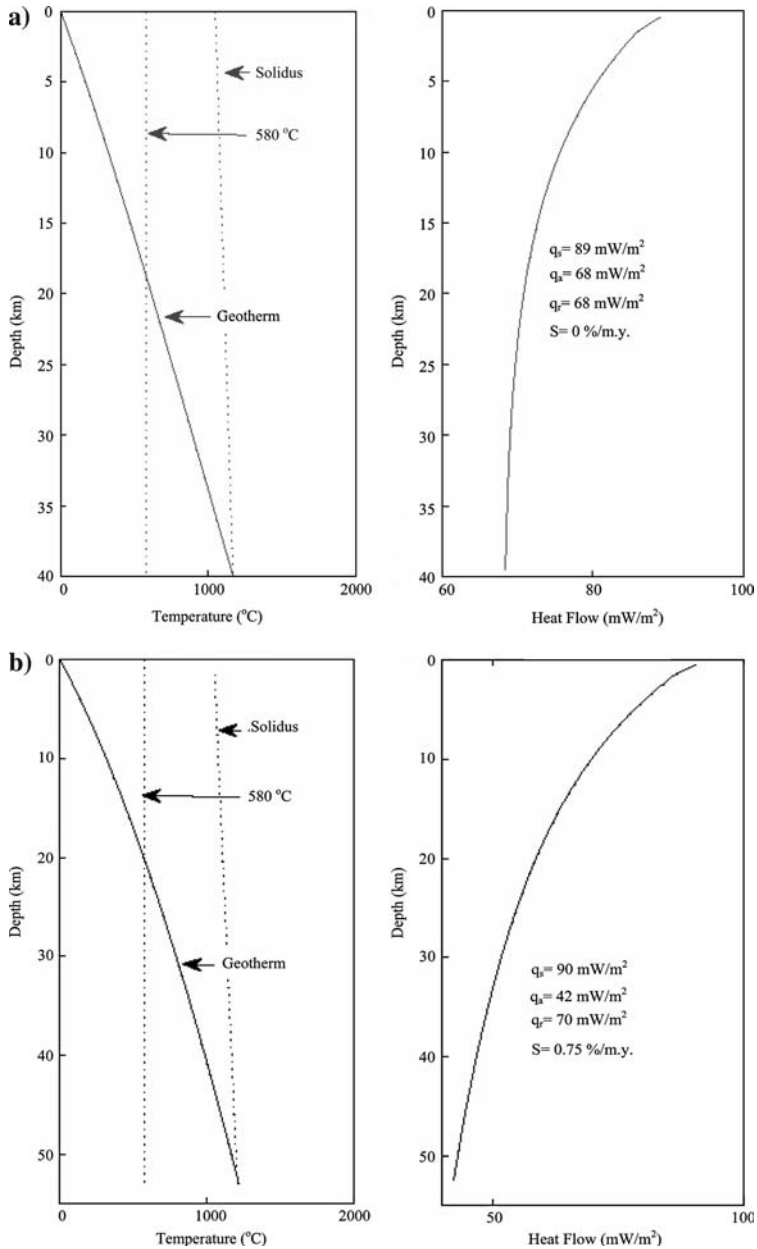 a)
0
5
10
15
20
25
30
35
40
Depth (km)
Solidus
580 °C
Geotherm
0
1000
2000
Temperature (°C)
0
5
10
15
20
25
30
35
40
Depth (km)
qs= 89 mW/m²
qa= 68 mW/m²
qr= 68 mW/m²
S= 0 %/m.y.
60
80
100
Heat Flow (mW/m²)
b)
0
10
20
30
40
50
Depth (km)
Solidus
580 °C
Geotherm
0
1000
2000
Temperature (°C)
0
10
20
30
40
50
Depth (km)
qs= 90 mW/m²
qa= 42 mW/m²
qr= 70 mW/m²
S= 0.75 %/m.y.
50
100
Heat Flow (mW/m²)